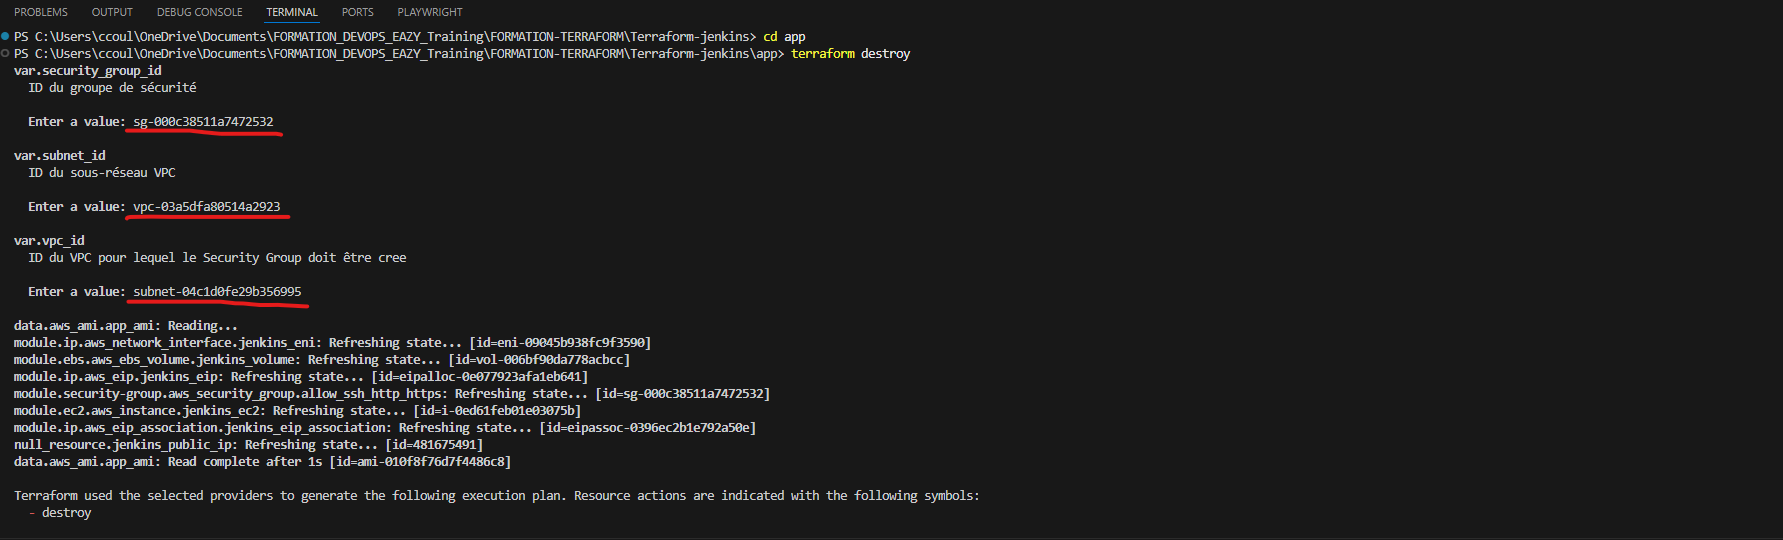 PROBLEMS OUTPUT DEBUG CONSOLE TERMINAL PORTS PLAYWRIGHT
PS C:\Users\ccoul\OneDrive\Documents\FORMATION_DEVOPS_EAZY_Training\FORMATION-TERRAFORM\Terraform-jenkins> cd app
PS C:\Users\ccoul\OneDrive\Documents\FORMATION_DEVOPS_EAZY_Training\FORMATION-TERRAFORM\Terraform-jenkins\app> terraform destroy
var.security_group_id
ID du groupe de sécurité
Enter a value: sg-000c38511a7472532
var.subnet_id
ID du sous-réseau VPC
Enter a value: vpc-03a5dfa80514a2923
var.vpc_id
ID du VPC pour lequel le Security Group doit être cree
Enter a value: subnet-04c1d0fe29b356995
data.aws_ami.app_ami: Reading...
module.ip.aws_network_interface.jenkins_eni: Refreshing state... [id=eni-09045b938fc9f3590]
module.ebs.aws_ebs_volume.jenkins_volume: Refreshing state... [id=vol-006bf90da778acbcc]
module.ip.aws_eip.jenkins_eip: Refreshing state... [id=eipalloc-0e077923afa1eb641]
module.security-group.aws_security_group.allow_ssh_http_https: Refreshing state... [id=sg-000c38511a7472532]
module.ec2.aws_instance.jenkins_ec2: Refreshing state... [id=i-0ed61feb01e03075b]
module.ip.aws_eip_association.jenkins_eip_association: Refreshing state... [id=eipassoc-0396ec2b1e792a50e]
null_resource.jenkins_public_ip: Refreshing state... [id=481675491]
data.aws_ami.app_ami: Read complete after 1s [id=ami-010f8f76d7f4486c8]
Terraform used the selected providers to generate the following execution plan. Resource actions are indicated with the following symbols:
- destroy